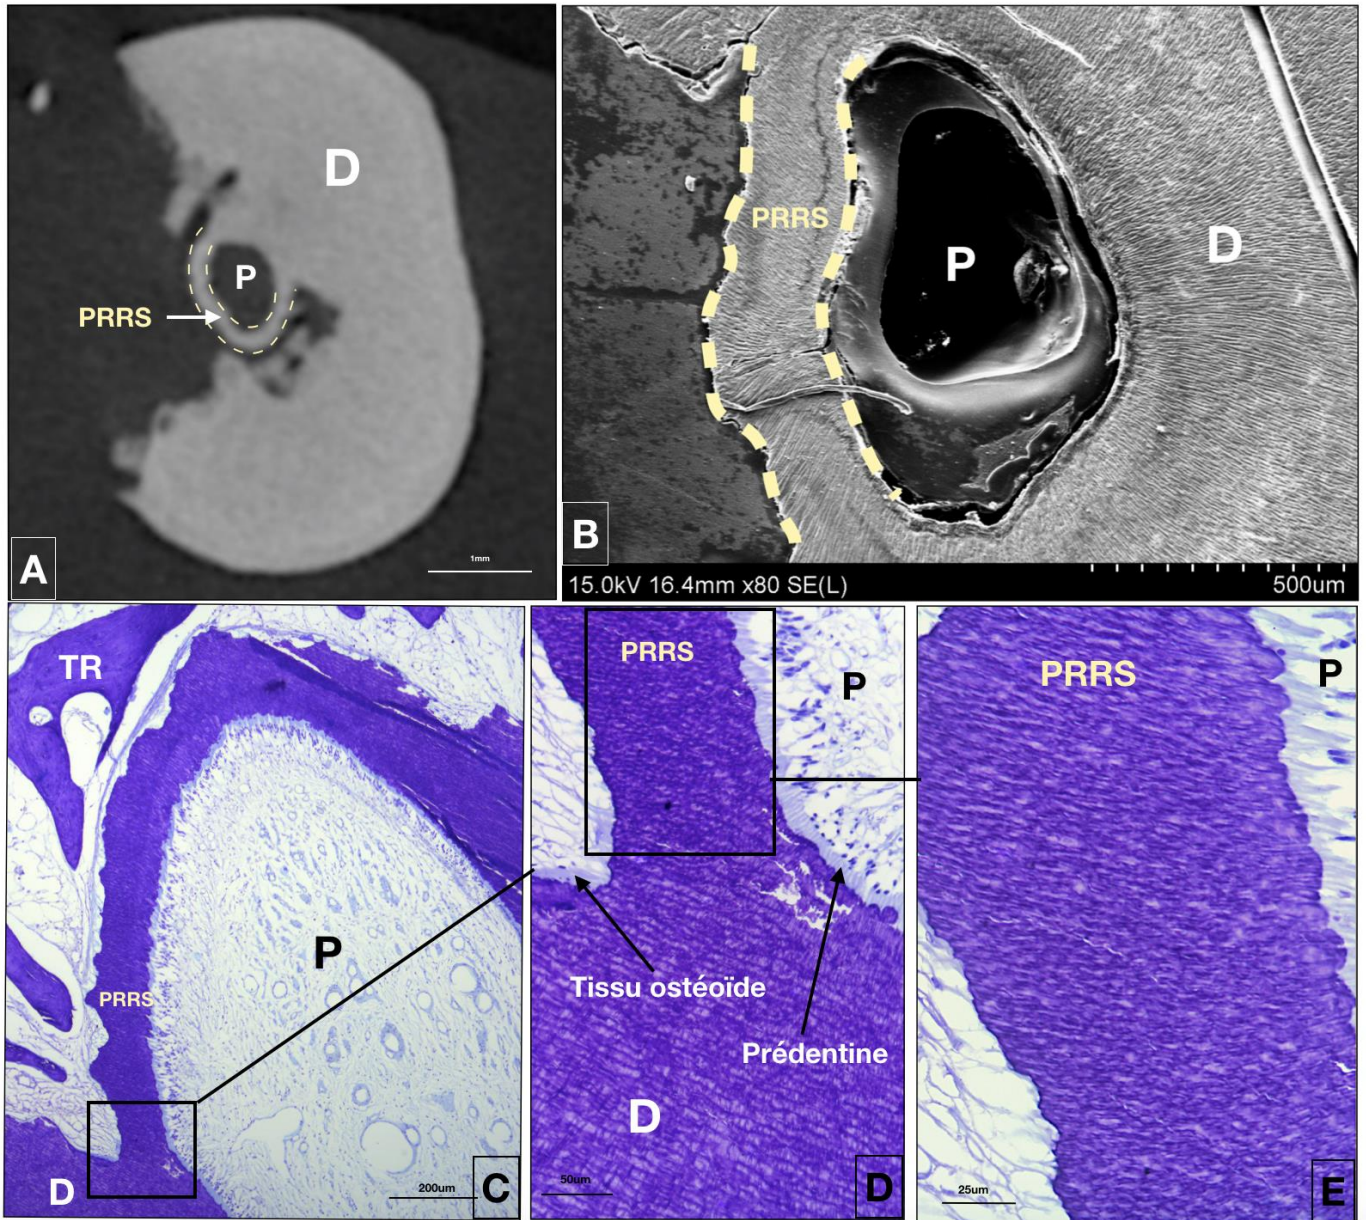 D
P
PRRS
1mm
A
PRRS
P
D
B
15.0kV 16.4mm x80 SE(L)
500um
TR
P
PRRS
D
200um
C
PRRS
P
Tissu ostéoïde
Prédentine
D
50um
D
PRRS
P
25um
E